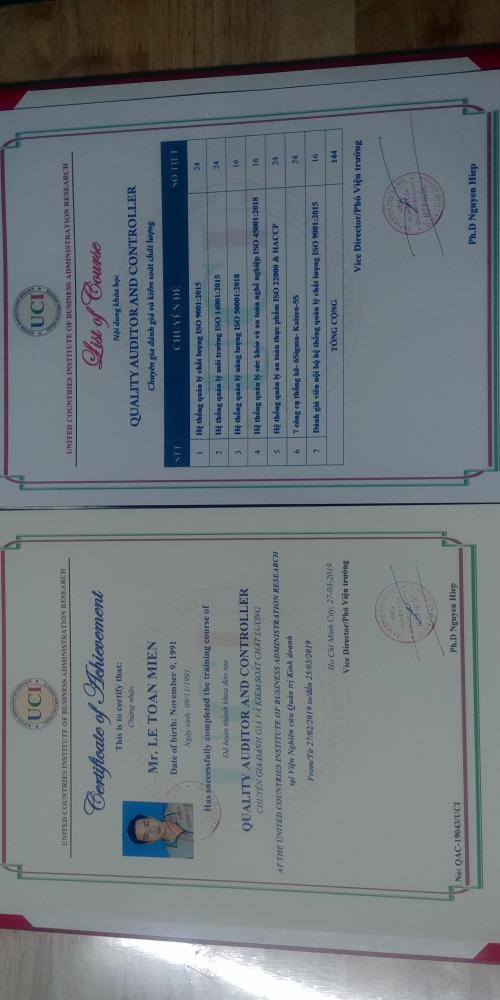 UCI
UNITED COUNTRIES INSTITUTE OF BUSINESS ADMINISTRATION RESEARCH
Certificate of Achievement
This is to certify that:
Chứng nhận
Mr. LE TOAN MIEN
Date of birth: November 9, 1991
Ngày sinh: 09/11/1991
Has successfully completed the training course of
Đã hoàn thành khóa đào tạo
QUALITY AUDITOR AND CONTROLLER
CHUYÊN GIA ĐÁNH GIÁ VÀ KIỂM SOÁT CHẤT LƯỢNG
AT THE UNITED COUNTRIES INSTITUTE OF BUSINESS ADMINISTRATION RESEARCH
tại Viện Nghiên cứu Quản trị Kinh doanh
From/Từ 27/02/2019 to/đến 25/03/2019
Ho Chi Minh City, 27-03-2019
Vice Director/Phó Viện trưởng
Ph.D Nguyen Hiep
No: QAC-19043/UCI
UCI
UNITED COUNTRIES INSTITUTE OF BUSINESS ADMINISTRATION RESEARCH
List of Course
Nội dung khóa học
QUALITY AUDITOR AND CONTROLLER
Chuyên gia đánh giá và kiểm soát chất lượng
STT CHUYÊN ĐỀ SỐ TIẾT
1 Hệ thống quản lý chất lượng ISO 9001:2015 24
2 Hệ thống quản lý môi trường ISO 14001:2015 24
3 Hệ thống quản lý năng lượng ISO 50001:2018 16
4 Hệ thống quản lý sức khỏe và an toàn nghề nghiệp ISO 45001:2018 16
5 Hệ thống quản lý an toàn thực phẩm ISO 22000 & HACCP 24
6 7 công cụ thống kê- 6Sigma- Kaizen-5S 24
7 Đánh giá viên nội bộ hệ thống quản lý chất lượng ISO 9001:2015 16
TỔNG CỘNG 144
Vice Director/Phó Viện trưởng
Ph.D Nguyen Hiep